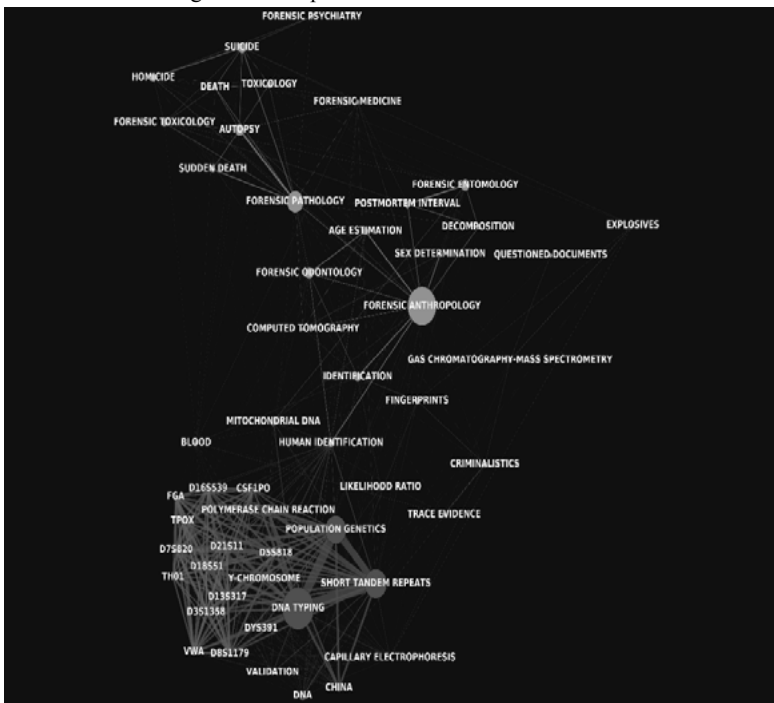 FORENSIC PSYCHIATRY
SUICIDE
HOMICIDE
DEATH
TOXICOLOGY
FORENSIC MEDICINE
FORENSIC TOXICOLOGY
AUTOPSY
SUDDEN DEATH
FORENSIC ENTOMOLOGY
FORENSIC PATHOLOGY
POSTMORTEM INTERVAL
AGE ESTIMATION
DECOMPOSITION
EXPLOSIVES
SEX DETERMINATION
QUESTIONED DOCUMENTS
FORENSIC ODONTOLOGY
FORENSIC ANTHROPOLOGY
COMPUTED TOMOGRAPHY
GAS CHROMATOGRAPHY-MASS SPECTROMETRY
IDENTIFICATION
FINGERPRINTS
MITOCHONDRIAL DNA
BLOOD
HUMAN IDENTIFICATION
CRIMINALISTICS
LIKELIHOOD RATIO
D16S539
CSF1PO
FGA
POLYMERASE CHAIN REACTION
TRACE EVIDENCE
TPOX
POPULATION GENETICS
D7S820
D21S11
D5S818
D18S51
TH01
Y-CHROMOSOME
SHORT TANDEM REPEATS
D13S317
D3S1358
DNA TYPING
DYS391
VWA
D8S1179
CAPILLARY ELECTROPHORESIS
VALIDATION
CHINA
DNA